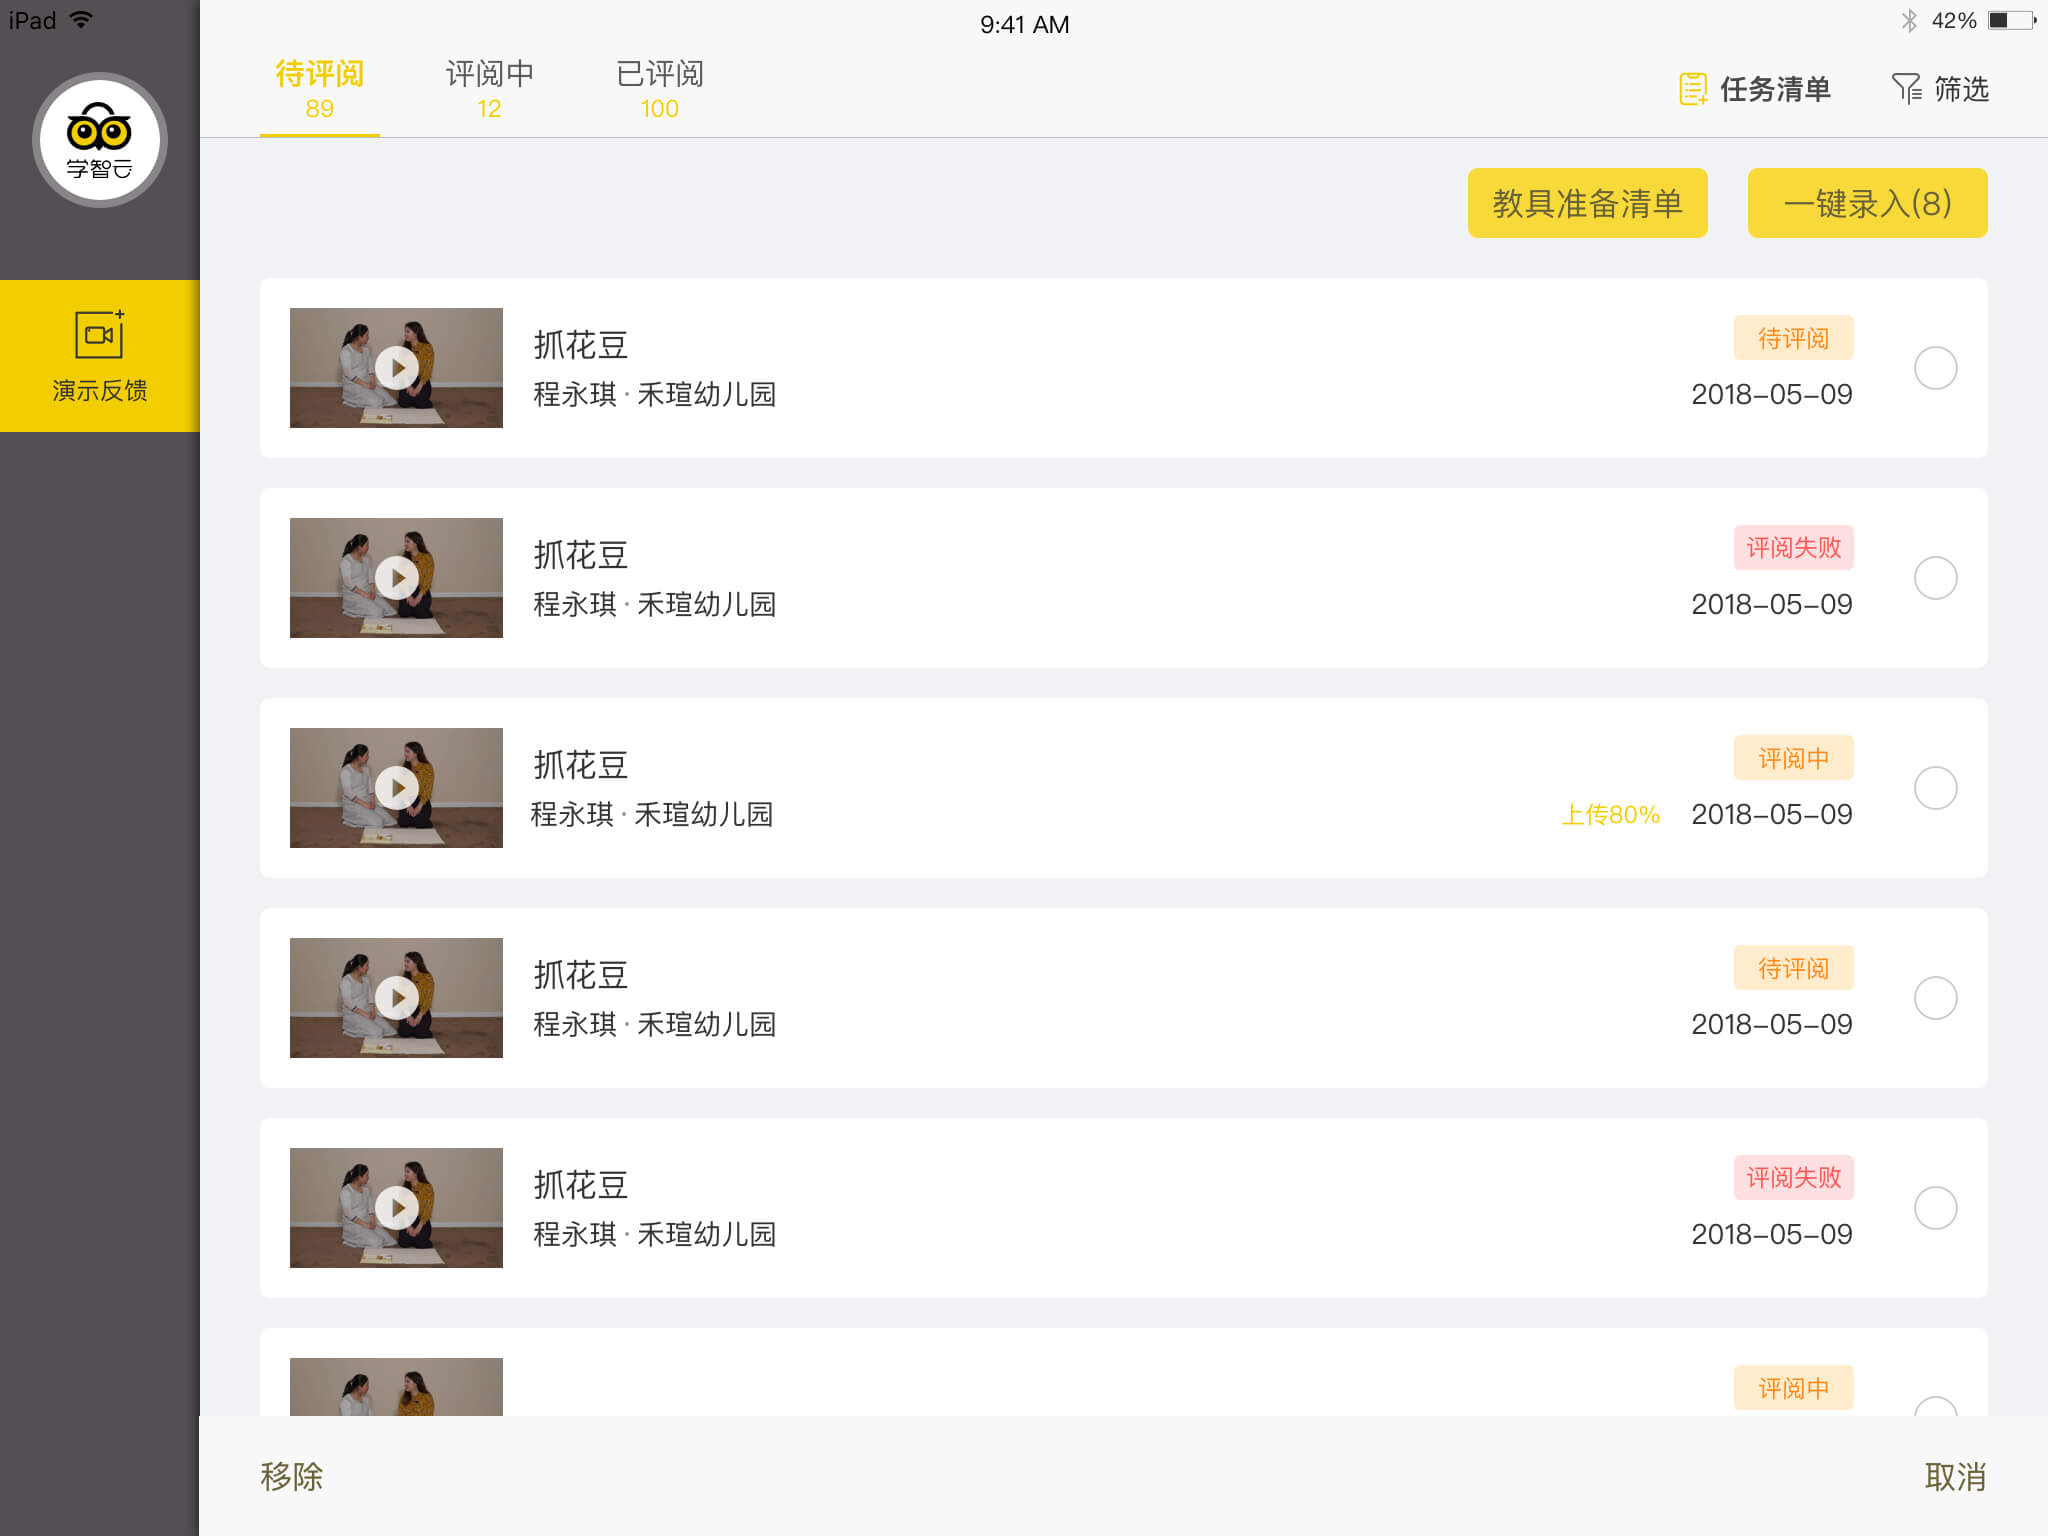 iPad
9:41 AM
42%
学智云
演示反馈
待评阅
89
评阅中
12
已评阅
100
任务清单
筛选
教具准备清单
一键录入(8)
抓花豆
程永琪·禾瑄幼儿园
待评阅
2018-05-09
抓花豆
程永琪·禾瑄幼儿园
评阅失败
2018-05-09
抓花豆
程永琪·禾瑄幼儿园
评阅中
上传80%
2018-05-09
抓花豆
程永琪·禾瑄幼儿园
待评阅
2018-05-09
抓花豆
程永琪·禾瑄幼儿园
评阅失败
2018-05-09
评阅中
移除
取消